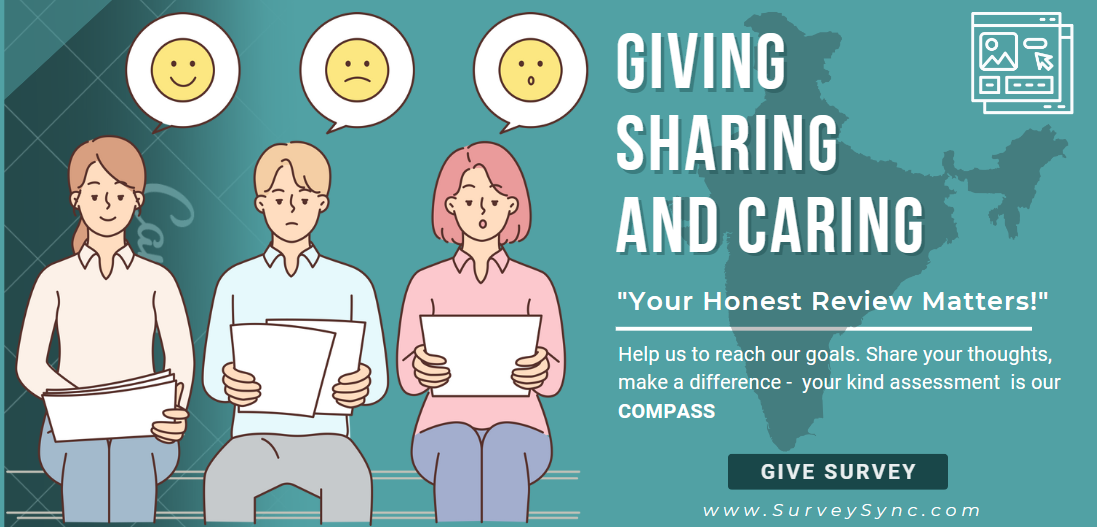 GIVING
SHARING
AND CARING
"Your Honest Review Matters!"
Help us to reach our goals. Share your thoughts,
make a difference - your kind assessment is our
COMPASS
GIVE SURVEY
www.SurveySync.com